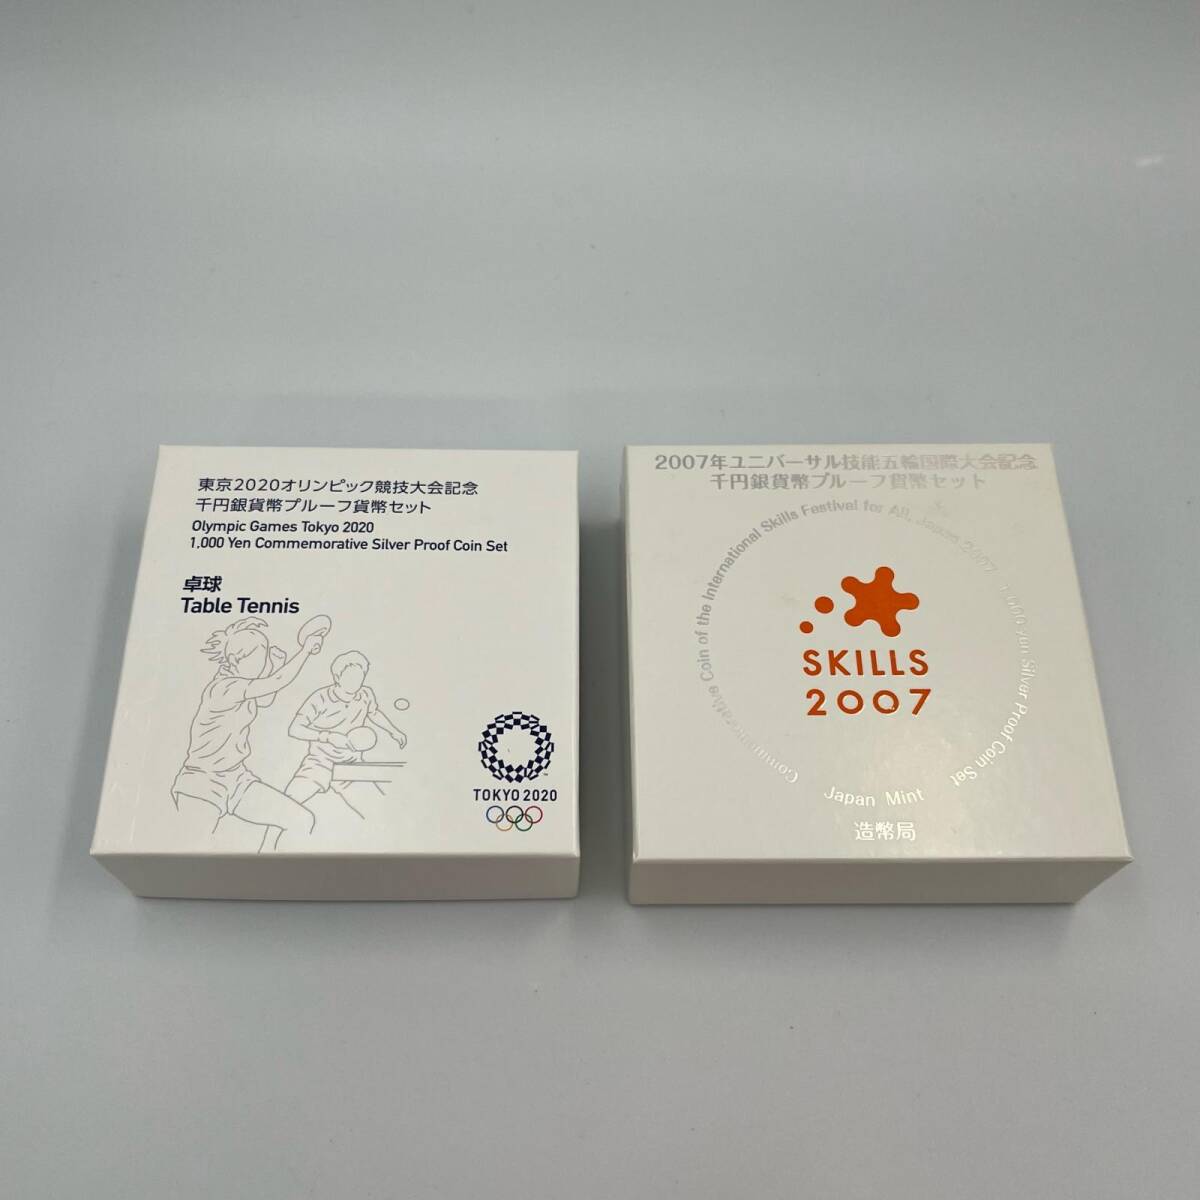 東京2020オリンピック競技大会記念
千円銀貨幣プルーフ貨幣セット
Olympic Games Tokyo 2020
1,000 Yen Commemorative Silver Proof Coin Set
卓球
Table Tennis
TOKYO 2020
2007年ユニバーサル技能五輪国際大会記念
千円銀貨幣プルーフ貨幣セット
Commemorative Coin of the International Skills Festival for All, Japan 2007 1,000 yen Silver Proof Coin Set
SKILLS
2007
Japan Mint
造幣局